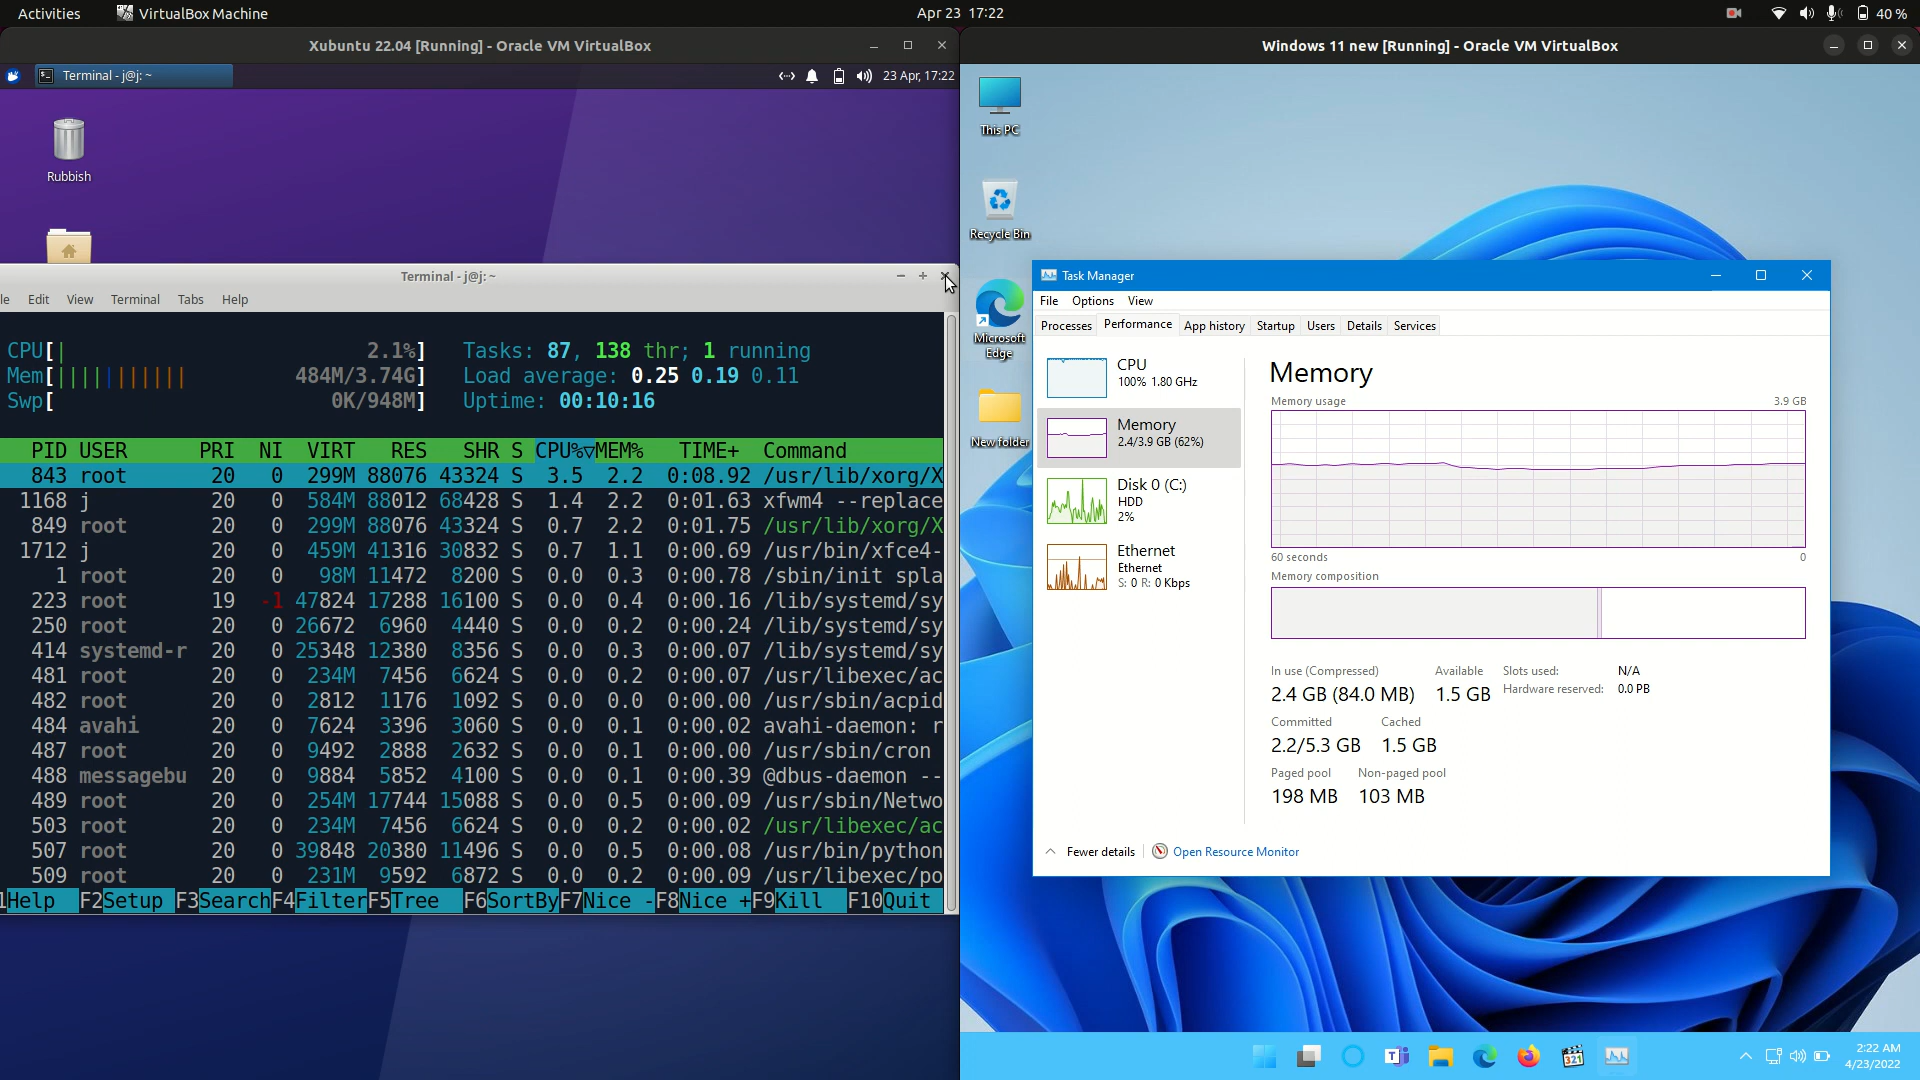 Activities VirtualBox Machine Apr 23 17:22 40 %
Xubuntu 22.04 [Running] - Oracle VM VirtualBox
Terminal - j@j: ~ 23 Apr, 17:22
Rubbish
Terminal - j@j: ~
le Edit View Terminal Tabs Help
CPU[| 2.1%] Tasks: 87, 138 thr; 1 running
Mem[||||||||||| 484M/3.74G] Load average: 0.25 0.19 0.11
Swp[ 0K/948M] Uptime: 00:10:16
PID USER PRI NI VIRT RES SHR S CPU%▽MEM% TIME+ Command
843 root 20 0 299M 88076 43324 S 3.5 2.2 0:08.92 /usr/lib/xorg/X
1168 j 20 0 584M 88012 68428 S 1.4 2.2 0:01.63 xfwm4 --replace
849 root 20 0 299M 88076 43324 S 0.7 2.2 0:01.75 /usr/lib/xorg/X
1712 j 20 0 459M 41316 30832 S 0.7 1.1 0:00.69 /usr/bin/xfce4-
1 root 20 0 98M 11472 8200 S 0.0 0.3 0:00.78 /sbin/init spla
223 root 19 -1 47824 17288 16100 S 0.0 0.4 0:00.16 /lib/systemd/sy
250 root 20 0 26672 6960 4440 S 0.0 0.2 0:00.24 /lib/systemd/sy
414 systemd-r 20 0 25348 12380 8356 S 0.0 0.3 0:00.07 /lib/systemd/sy
481 root 20 0 234M 7456 6624 S 0.0 0.2 0:00.07 /usr/libexec/ac
482 root 20 0 2812 1176 1092 S 0.0 0.0 0:00.00 /usr/sbin/acpid
484 avahi 20 0 7624 3396 3060 S 0.0 0.1 0:00.02 avahi-daemon: r
487 root 20 0 9492 2888 2632 S 0.0 0.1 0:00.00 /usr/sbin/cron
488 messagebu 20 0 9884 5852 4100 S 0.0 0.1 0:00.39 @dbus-daemon --
489 root 20 0 254M 17744 15088 S 0.0 0.5 0:00.09 /usr/sbin/Netwo
503 root 20 0 234M 7456 6624 S 0.0 0.2 0:00.02 /usr/libexec/ac
507 root 20 0 39848 20380 11496 S 0.0 0.5 0:00.08 /usr/bin/python
509 root 20 0 231M 9592 6872 S 0.0 0.2 0:00.09 /usr/libexec/po
1Help F2Setup F3SearchF4FilterF5Tree F6SortByF7Nice -F8Nice +F9Kill F10Quit
Windows 11 new [Running] - Oracle VM VirtualBox
This PC
Recycle Bin
Microsoft
Edge
New folder
Task Manager
File Options View
Processes Performance App history Startup Users Details Services
CPU
100% 1.80 GHz
Memory
2.4/3.9 GB (62%)
Disk 0 (C:)
HDD
2%
Ethernet
Ethernet
S: 0 R: 0 Kbps
Memory
Memory usage 3.9 GB
60 seconds 0
Memory composition
In use (Compressed) Available Slots used: N/A
2.4 GB (84.0 MB) 1.5 GB Hardware reserved: 0.0 PB
Committed Cached
2.2/5.3 GB 1.5 GB
Paged pool Non-paged pool
198 MB 103 MB
Fewer details Open Resource Monitor
321
2:22 AM
4/23/2022